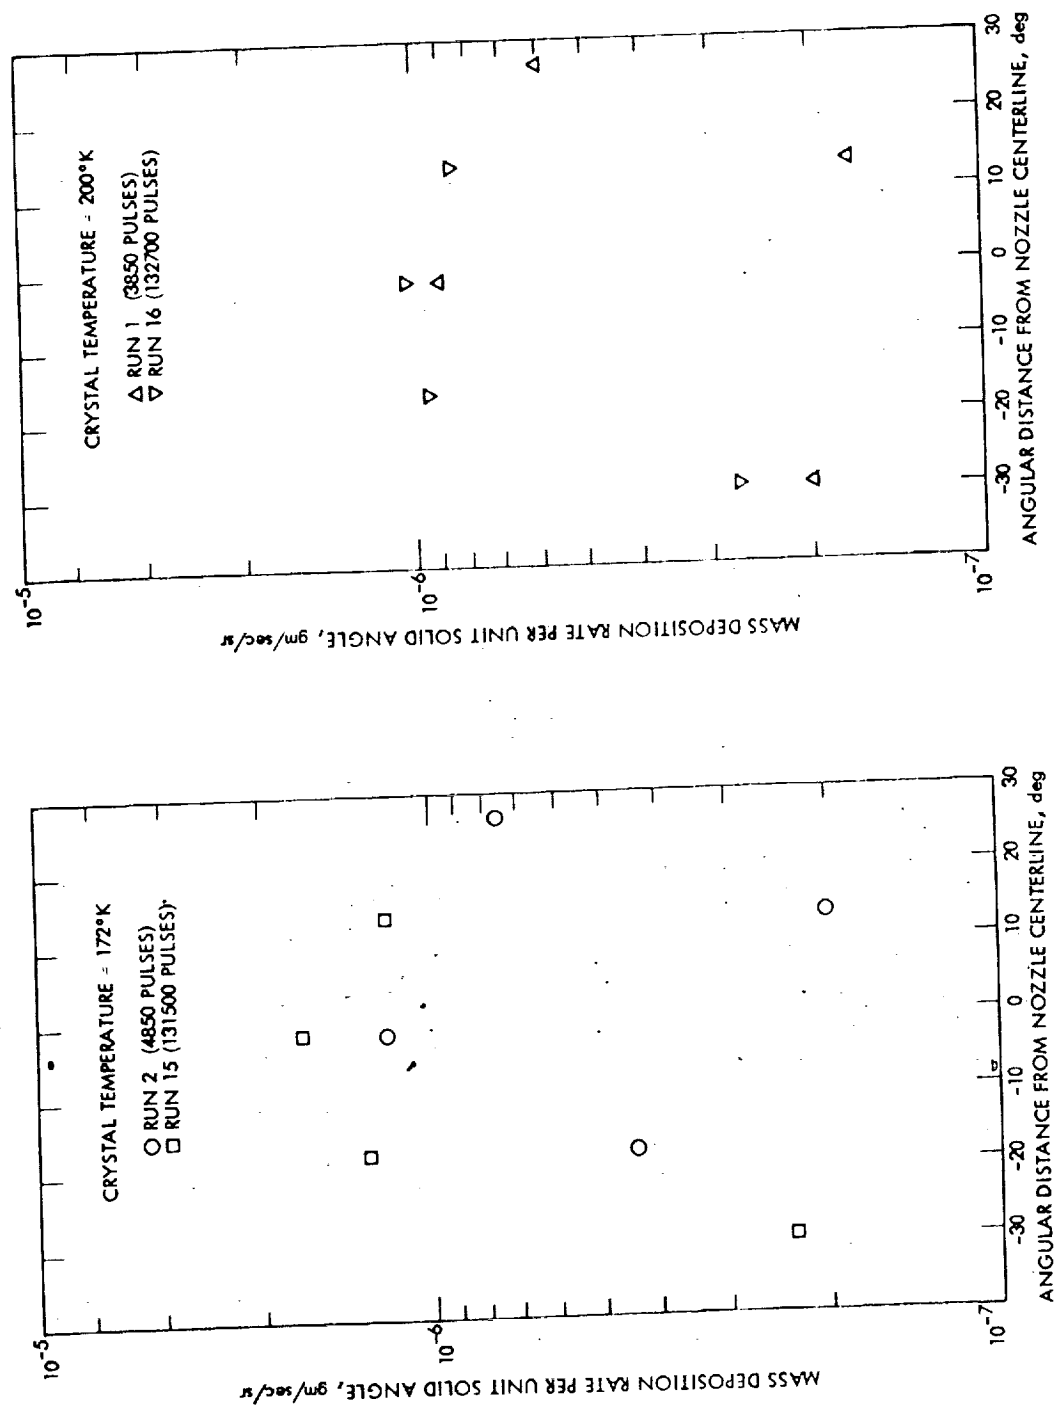 CRYSTAL TEMPERATURE = 172°K
○ RUN 2 (4850 PULSES)
□ RUN 15 (131500 PULSES)
10-5
10-6
10-7
MASS DEPOSITION RATE PER UNIT SOLID ANGLE, gm/sec/sr
-30 -20 -10 0 10 20 30
ANGULAR DISTANCE FROM NOZZLE CENTERLINE, deg
CRYSTAL TEMPERATURE = 200°K
△ RUN 1 (3850 PULSES)
▽ RUN 16 (132700 PULSES)
10-5
10-6
10-7
MASS DEPOSITION RATE PER UNIT SOLID ANGLE, gm/sec/sr
-30 -20 -10 0 10 20 30
ANGULAR DISTANCE FROM NOZZLE CENTERLINE, deg